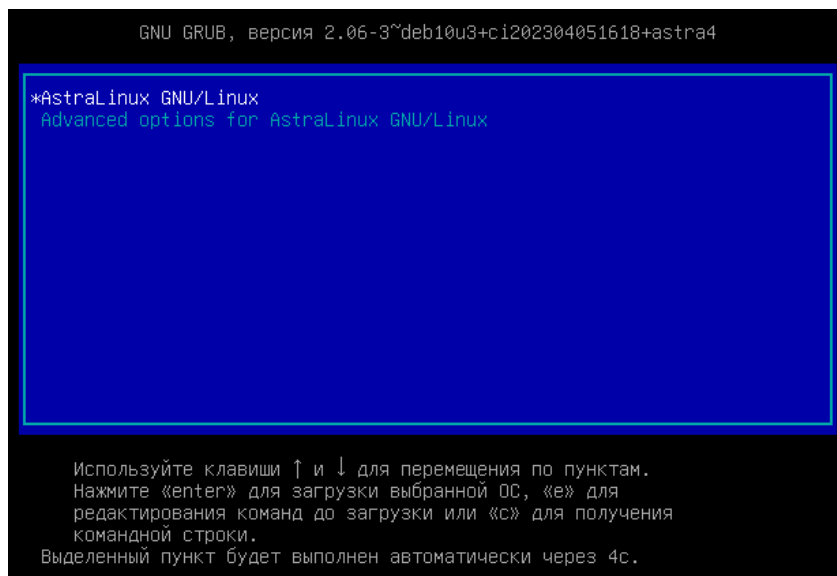 GNU GRUB, версия 2.06-3~deb10u3+ci202304051618+astra4
*AstraLinux GNU/Linux
Advanced options for AstraLinux GNU/Linux
Используйте клавиши ↑ и ↓ для перемещения по пунктам.
Нажмите «enter» для загрузки выбранной ОС, «e» для
редактирования команд до загрузки или «c» для получения
командной строки.
Выделенный пункт будет выполнен автоматически через 4с.